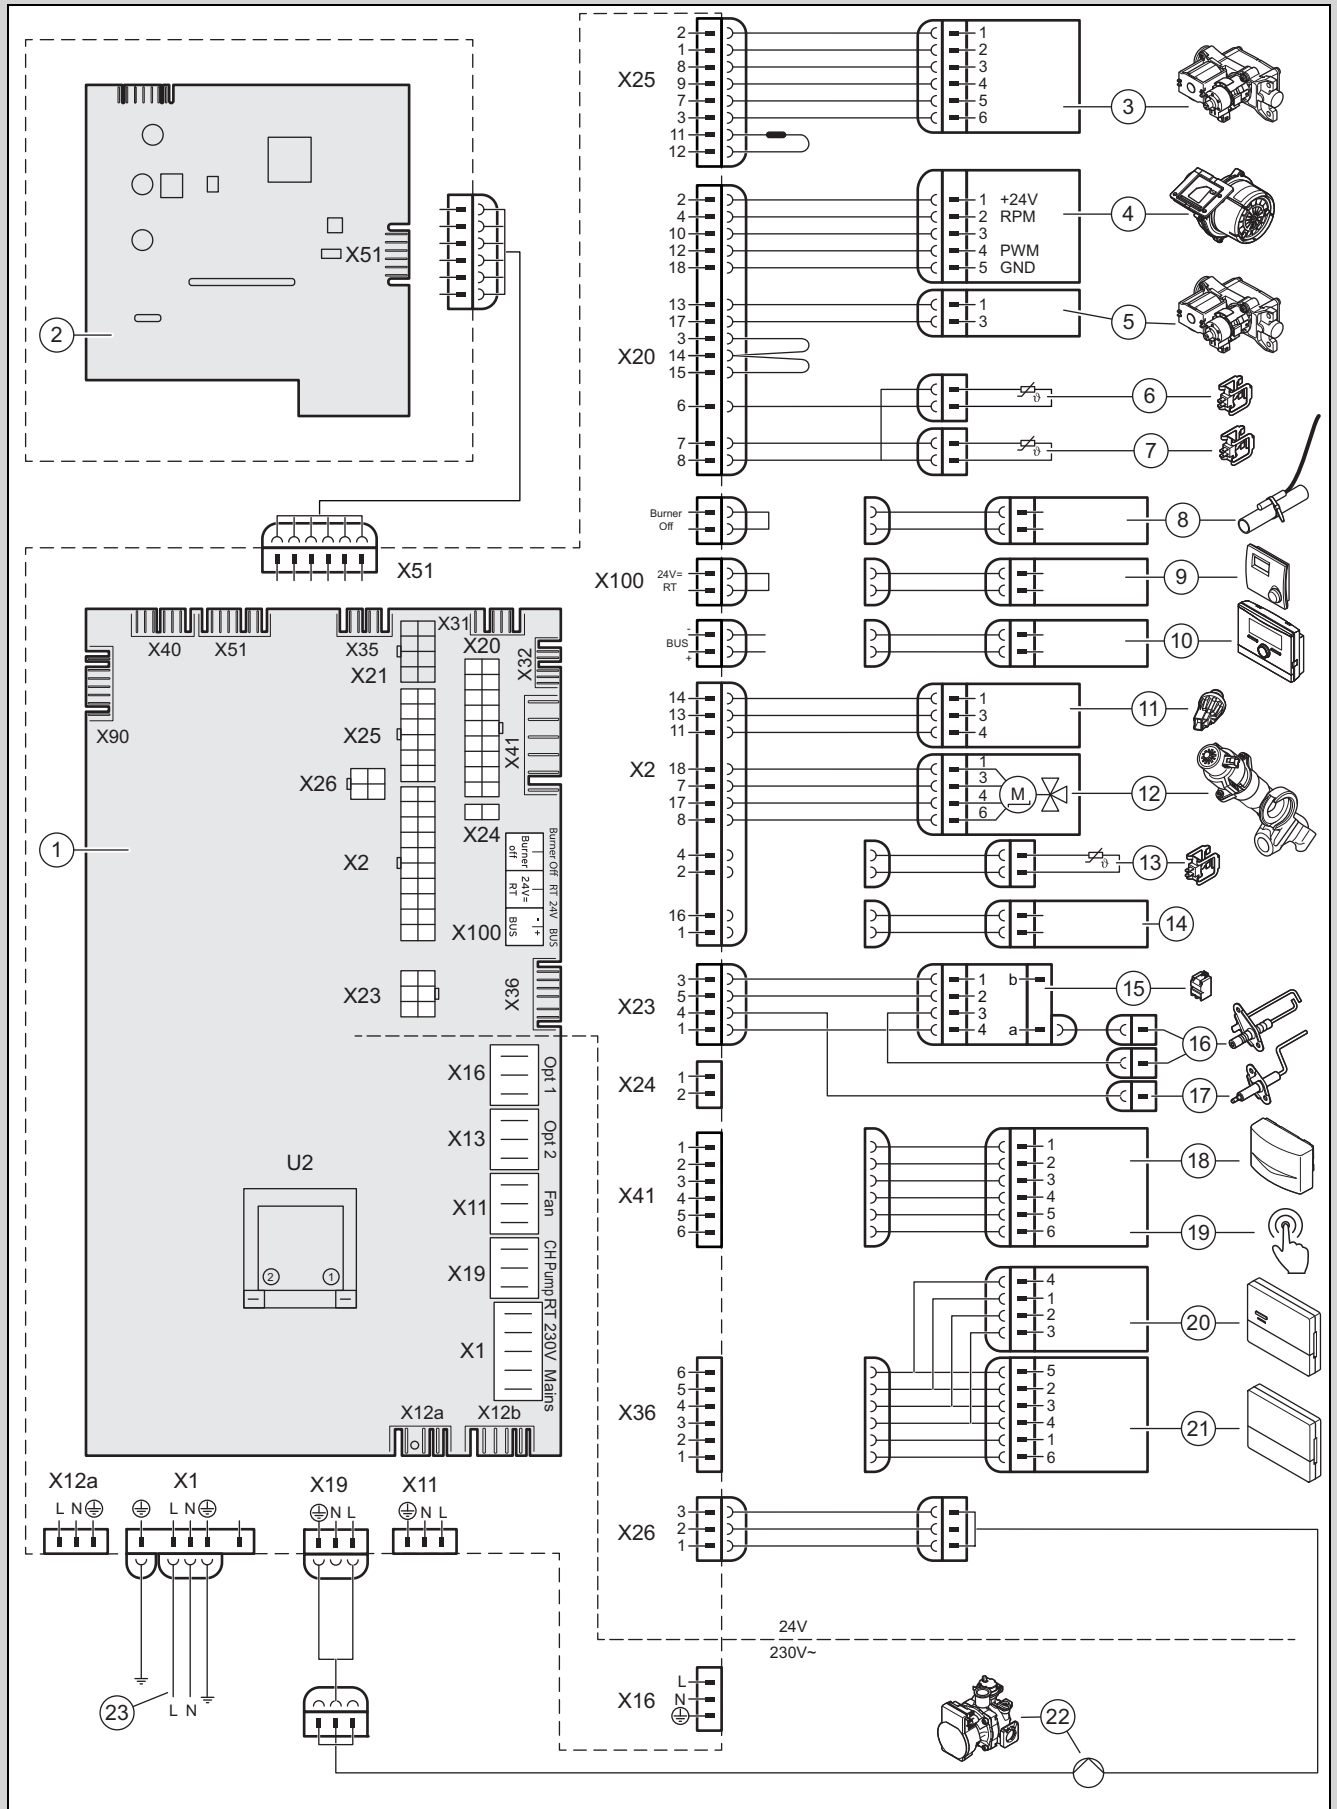 X25
2
1
8
9
7
3
11
12
1
2
3
4
5
6
3
X51
2
2
4
10
12
18
1 +24V
2 RPM
3
4 PWM
5 GND
4
X20
13
17
3
14
15
6
7
8
1
3
5
ϑ
6
ϑ
7
Burner
Off
8
X100
24V=
RT
9
-
BUS
+
10
X51
X40
X51
X35
X31
X21
X20
X32
X90
X25
X41
X26
X24
X2
1
Burner off
24V= RT
BUS
- +
Burner Off RT 24V BUS
X100
X23
X36
X16
Opt 1
X13
Opt 2
X11
Fan
X19
CH Pump
X1
RT 230V Mains
U2
2
1
X12a
X12b
X2
14
13
11
1
3
4
11
18
7
17
8
1
3
4
6
M
12
4
2
ϑ
13
16
1
14
X23
3
5
4
1
1
2
3
4
b
a
15
16
17
X24
1
2
X41
1
2
3
4
5
6
1
2
3
4
5
6
18
19
4
1
2
3
20
X36
6
5
4
3
2
1
5
2
3
4
1
6
21
X26
3
2
1
X12a
L N
X1
L N
X19
N L
X11
N L
23
L N
24V
230V~
X16
L
N
22